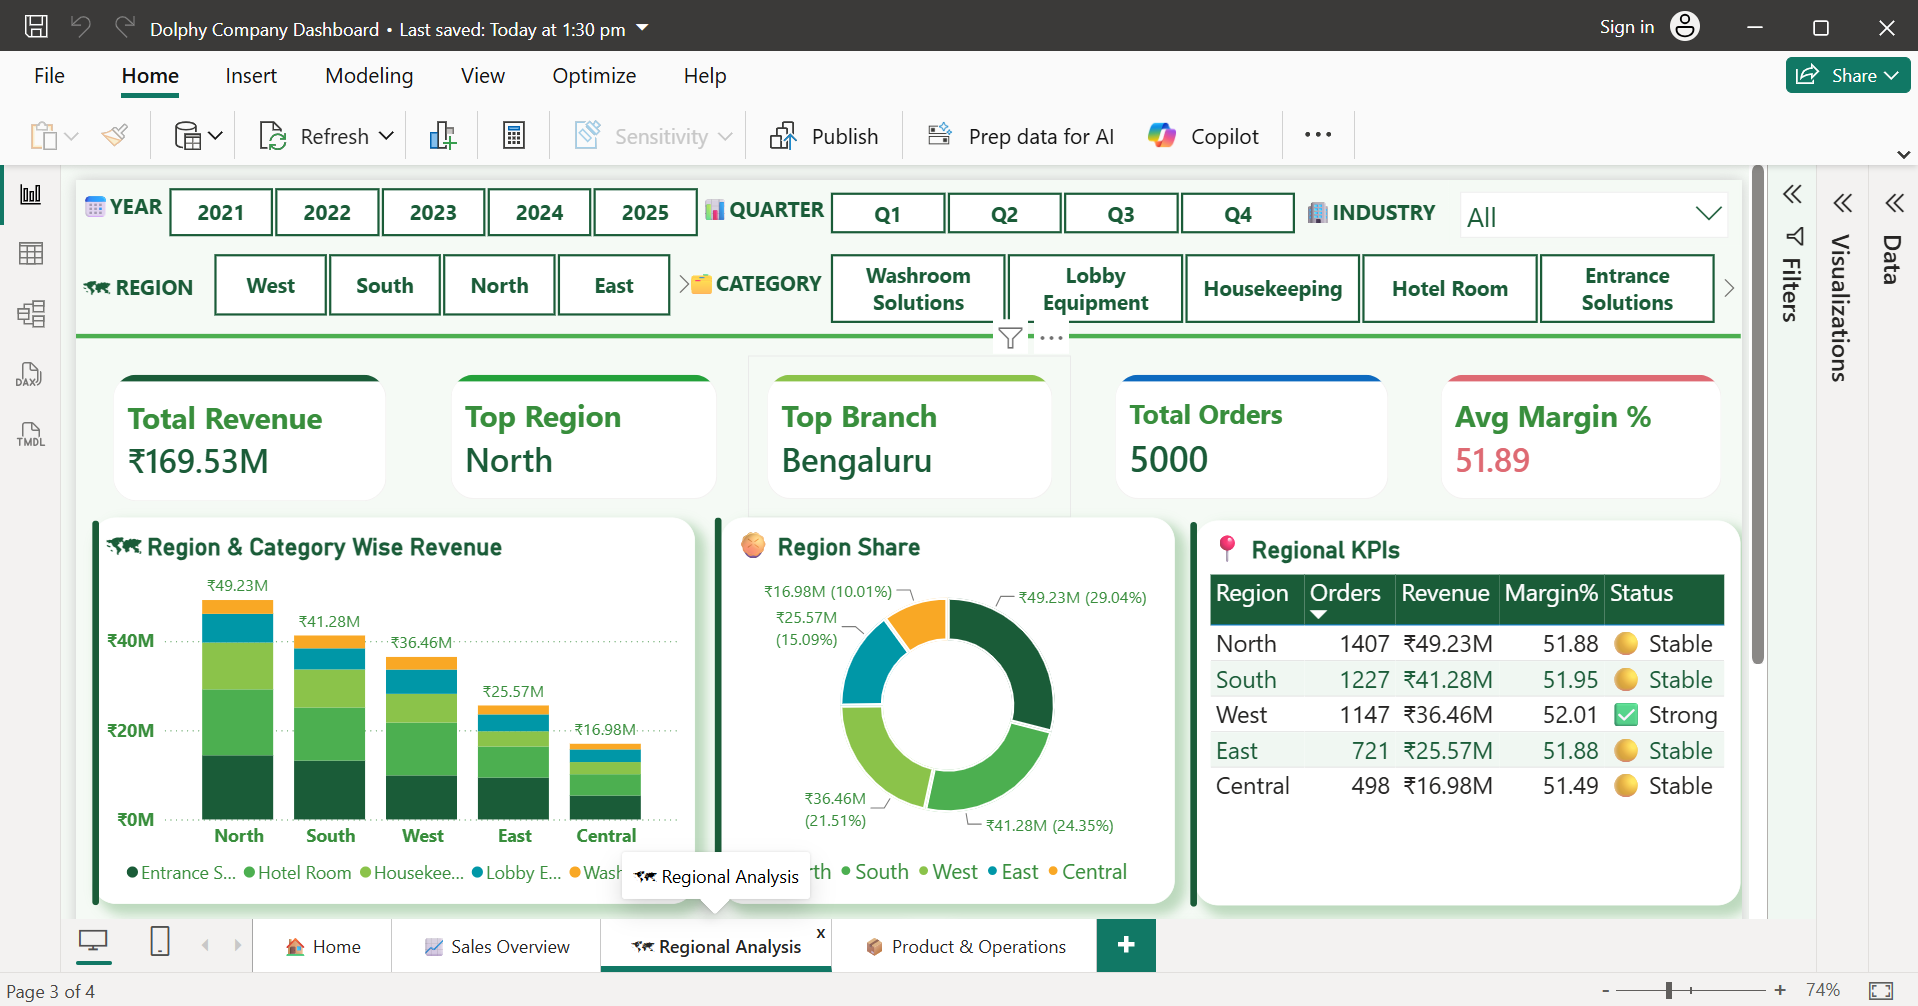 Dolphy Company Dashboard • Last saved: Today at 1:30 pm
Sign in
File Home Insert Modeling View Optimize Help
Share
Refresh
Sensitivity
Publish
Prep data for AI
Copilot
YEAR 2021 2022 2023 2024 2025
QUARTER Q1 Q2 Q3 Q4
INDUSTRY All
REGION West South North East
CATEGORY
Washroom Solutions
Lobby Equipment
Housekeeping
Hotel Room
Entrance Solutions
Filters
Visualizations
Data
DAX
TMDL
Total Revenue
₹169.53M
Top Region
North
Top Branch
Bengaluru
Total Orders
5000
Avg Margin %
51.89
Region & Category Wise Revenue
₹49.23M
₹41.28M
₹36.46M
₹25.57M
₹16.98M
₹40M
₹20M
₹0M
North South West East Central
Entrance S... Hotel Room Housekee... Lobby E... Wash
Region Share
₹16.98M (10.01%)
₹25.57M
(15.09%)
₹49.23M (29.04%)
₹36.46M
(21.51%)
₹41.28M (24.35%)
rth South West East Central
Regional KPIs
Region Orders Revenue Margin% Status
North 1407 ₹49.23M 51.88 Stable
South 1227 ₹41.28M 51.95 Stable
West 1147 ₹36.46M 52.01 Strong
East 721 ₹25.57M 51.88 Stable
Central 498 ₹16.98M 51.49 Stable
Regional Analysis
Home
Sales Overview
Regional Analysis x
Product & Operations
+
Page 3 of 4
- + 74%